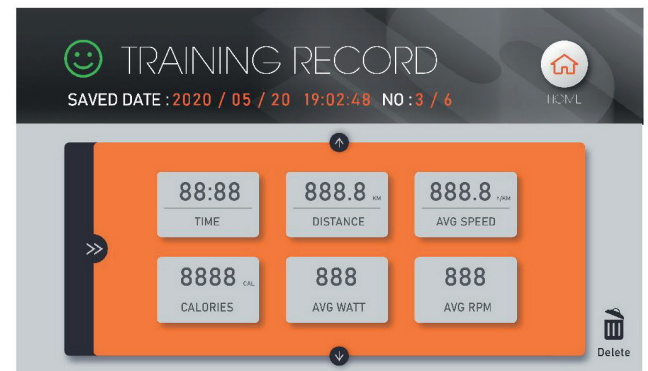 TRAINING RECORD
SAVED DATE : 2020 / 05 / 20 19:02:48 NO : 3 / 6
HOME
88:88
TIME
888.8 KM
DISTANCE
888.8 h/KM
AVG SPEED
8888 CAL
CALORIES
888
AVG WATT
888
AVG RPM
Delete